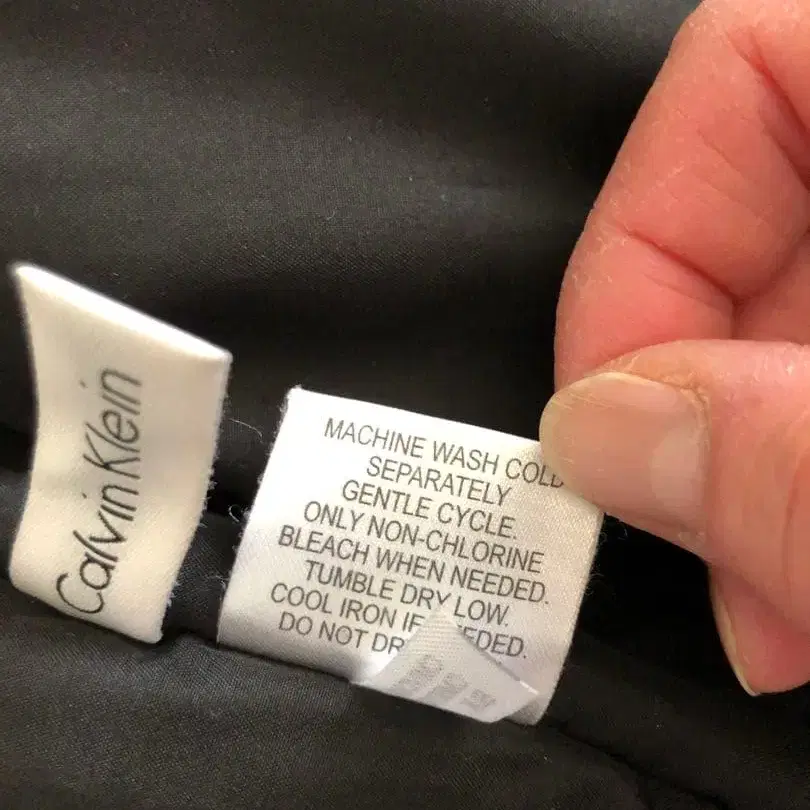 Calvin Klein
MACHINE WASH COLD
SEPARATELY
GENTLE CYCLE.
ONLY NON-CHLORINE
BLEACH WHEN NEEDED.
TUMBLE DRY LOW.
COOL IRON IF
DO NOT